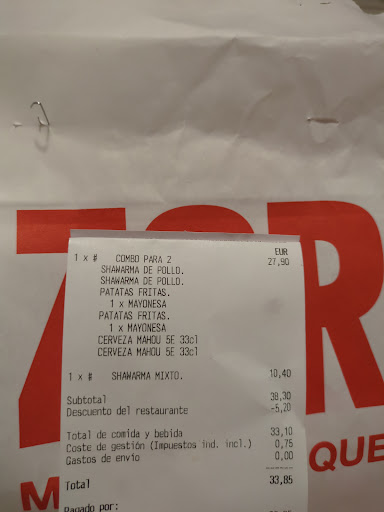 EUR
1 x # COMBO PARA 2 27,90
SHAWARMA DE POLLO.
SHAWARMA DE POLLO.
PATATAS FRITAS.
1 x MAYONESA
PATATAS FRITAS.
1 x MAYONESA
CERVEZA MAHOU 5E 33cl
CERVEZA MAHOU 5E 33cl
1 x # SHAWARMA MIXTO. 10,40
Subtotal 38,30
Descuento del restaurante -5,20
Total de comida y bebida 33,10
Coste de gestión (Impuestos ind. incl.) 0,75
Gastos de envío 0,00
Total 33,85
Pagado por:
QUE